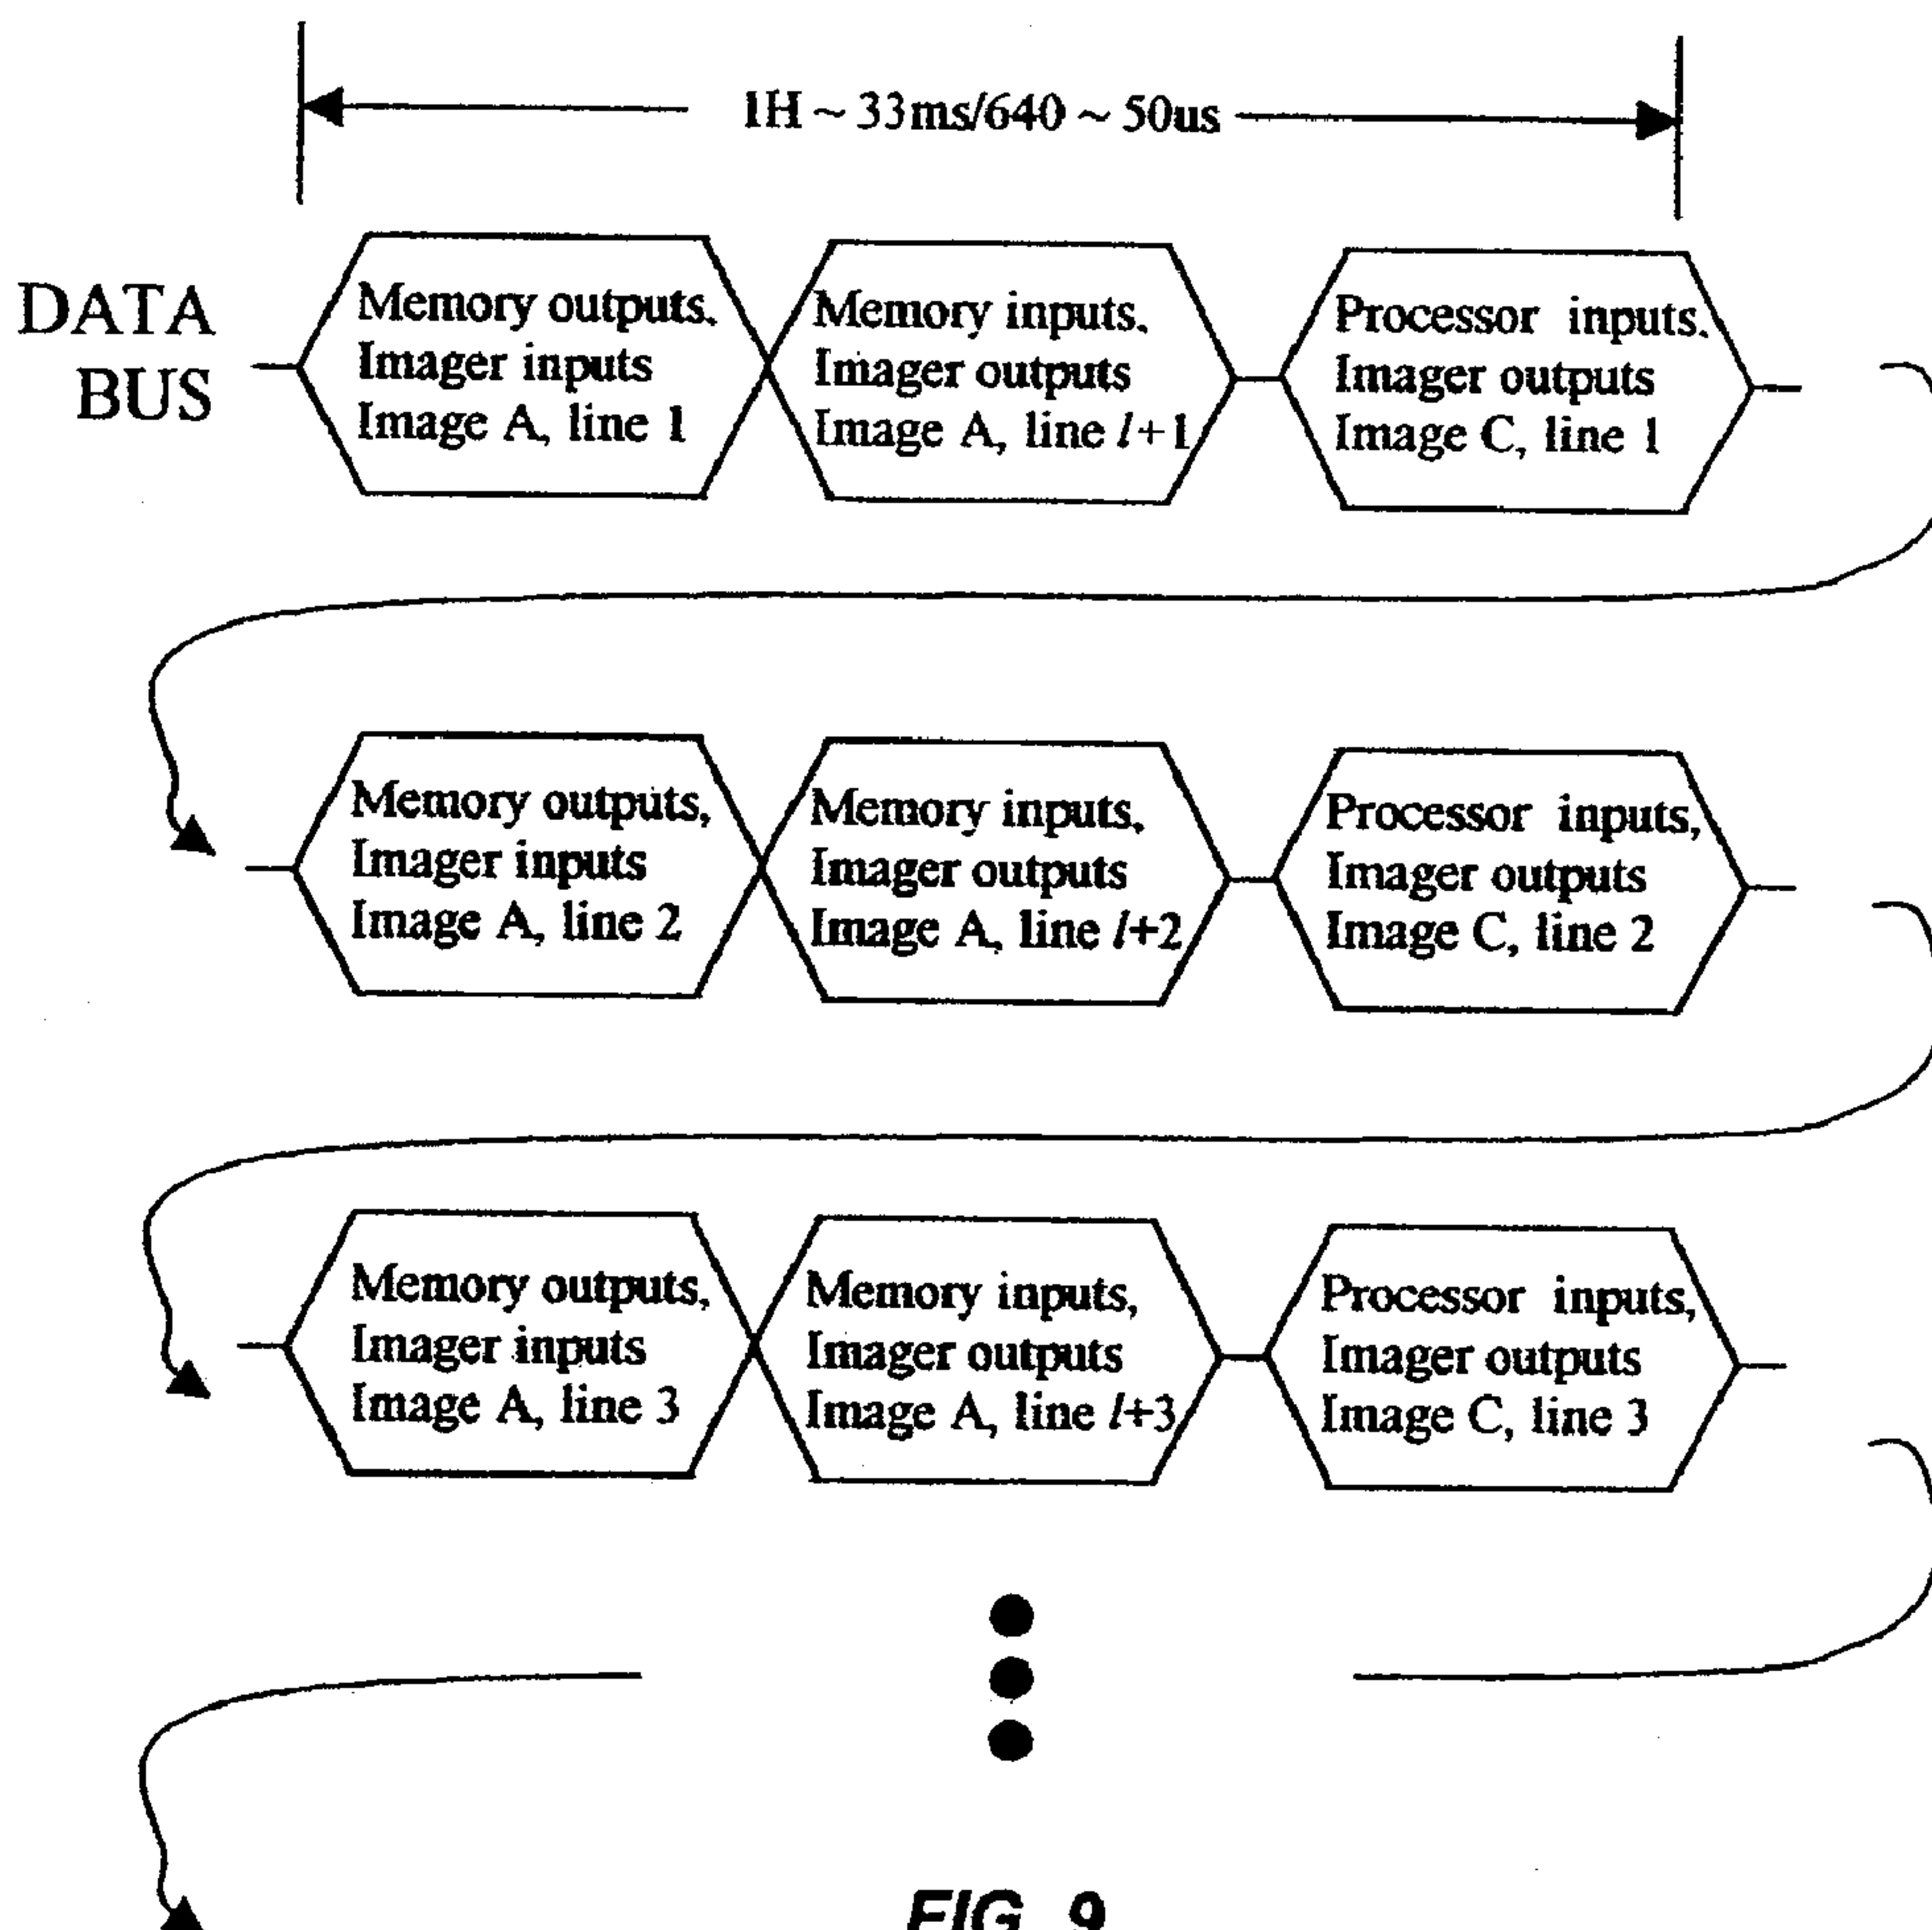 1H ~ 33ms/640 ~ 50us
DATA
BUS
Memory outputs.
Imager inputs
Image A, line 1
Memory inputs.
Imager outputs
Image A, line l+1
Processor inputs.
Imager outputs
Image C, line 1
Memory outputs,
Imager inputs
Image A, line 2
Memory inputs,
Imager outputs
Image A, line l+2
Processor inputs,
Imager outputs
Image C, line 2
Memory outputs,
Imager inputs
Image A, line 3
Memory inputs,
Imager outputs
Image A, line l+3
Processor inputs,
Imager outputs
Image C, line 3
FIG. 9